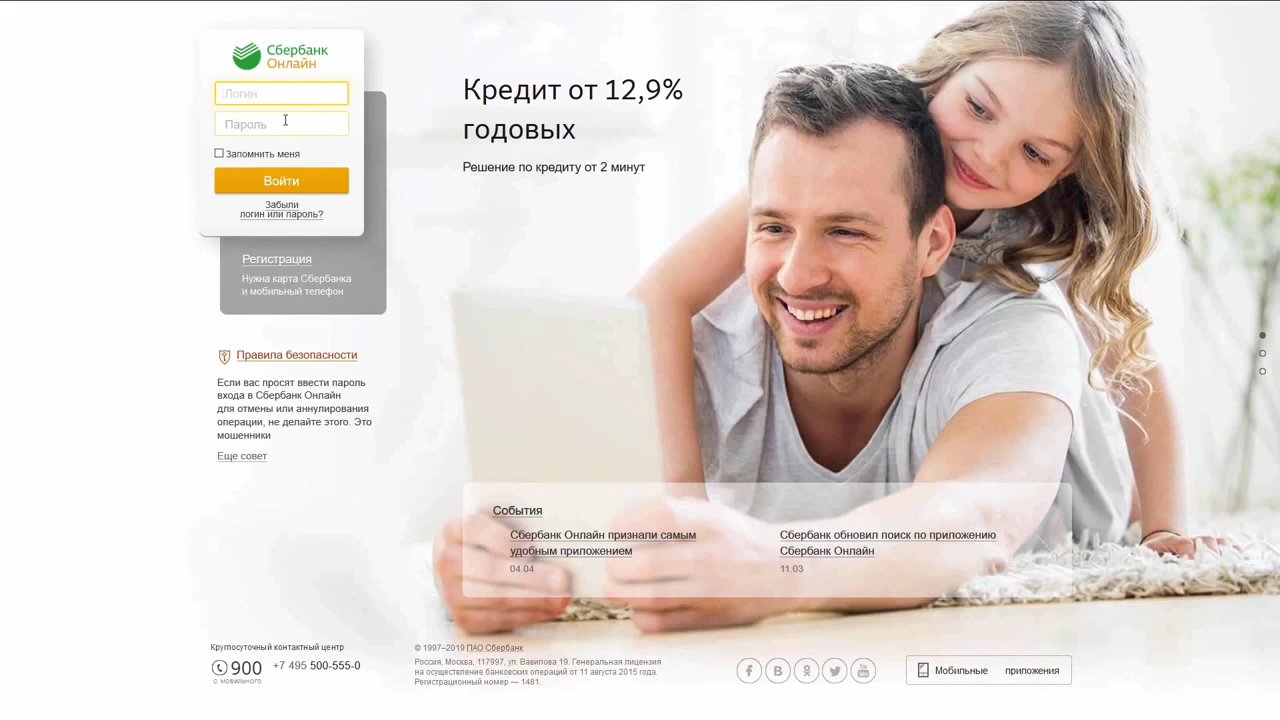 Сбербанк
Онлайн
Логин
Пароль
Запомнить меня
Войти
Забыли
логин или пароль?
Регистрация
Нужна карта Сбербанка
и мобильный телефон
Правила безопасности
Если вас просят ввести пароль
входа в Сбербанк Онлайн
для отмены или аннулирования
операции, не делайте этого. Это
мошенники
Еще совет
Кредит от 12,9%
годовых
Решение по кредиту от 2 минут
События
Сбербанк Онлайн признали самым
удобным приложением
04.04
Сбербанк обновил поиск по приложению
Сбербанк Онлайн
11.03
Круглосуточный контактный центр
900
с мобильного
+7 495 500-555-0
© 1997–2019 ПАО Сбербанк
Россия, Москва, 117997, ул. Вавилова 19. Генеральная лицензия
на осуществление банковских операций от 11 августа 2015 года.
Регистрационный номер — 1481.
f
B
You
Мобильные приложения